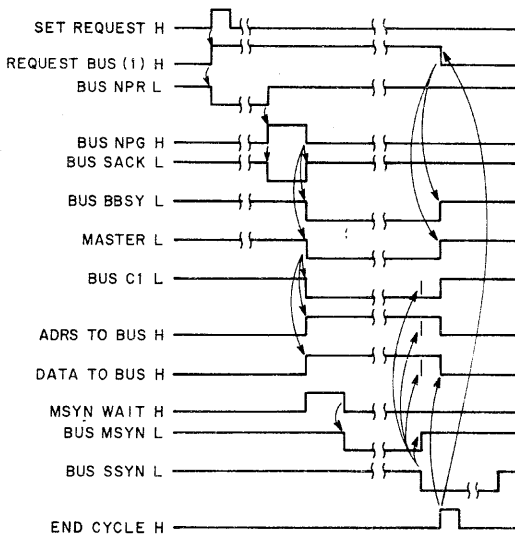 SET REQUEST H
REQUEST BUS (1) H
BUS NPR L
BUS NPG H
BUS SACK L
BUS BBSY L
MASTER L
BUS C1 L
ADRS TO BUS H
DATA TO BUS H
MSYN WAIT H
BUS MSYN L
BUS SSYN L
END CYCLE H